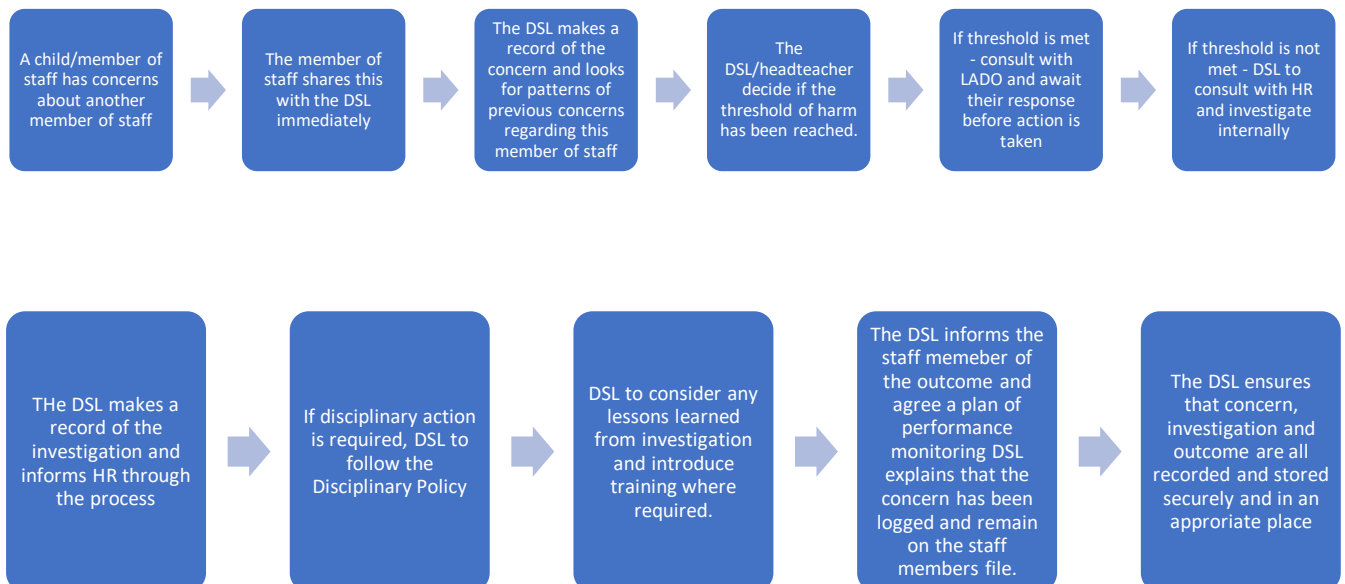 A child/member of
staff has concerns
about another
member of staff
The member of
staff shares this
with the DSL
immediately
The DSL makes a
record of the
concern and looks
for patterns of
previous concerns
regarding this
member of staff
The
DSL/headteacher
decide if the
threshold of harm
has been reached.
If threshold is met
- consult with
LADO and await
their response
before action is
taken
If threshold is not
met - DSL to
consult with HR
and investigate
internally
THe DSL makes a
record of the
investigation and
informs HR through
the process
If disciplinary action
is required, DSL to
follow the
Disciplinary Policy
DSL to consider any
lessons learned
from investigation
and introduce
training where
required.
The DSL informs the
staff memeber of
the outcome and
agree a plan of
performance
monitoring DSL
explains that the
concern has been
logged and remain
on the staff
members file.
The DSL ensures
that concern,
investigation and
outcome are all
recorded and stored
securely and in an
approriate place